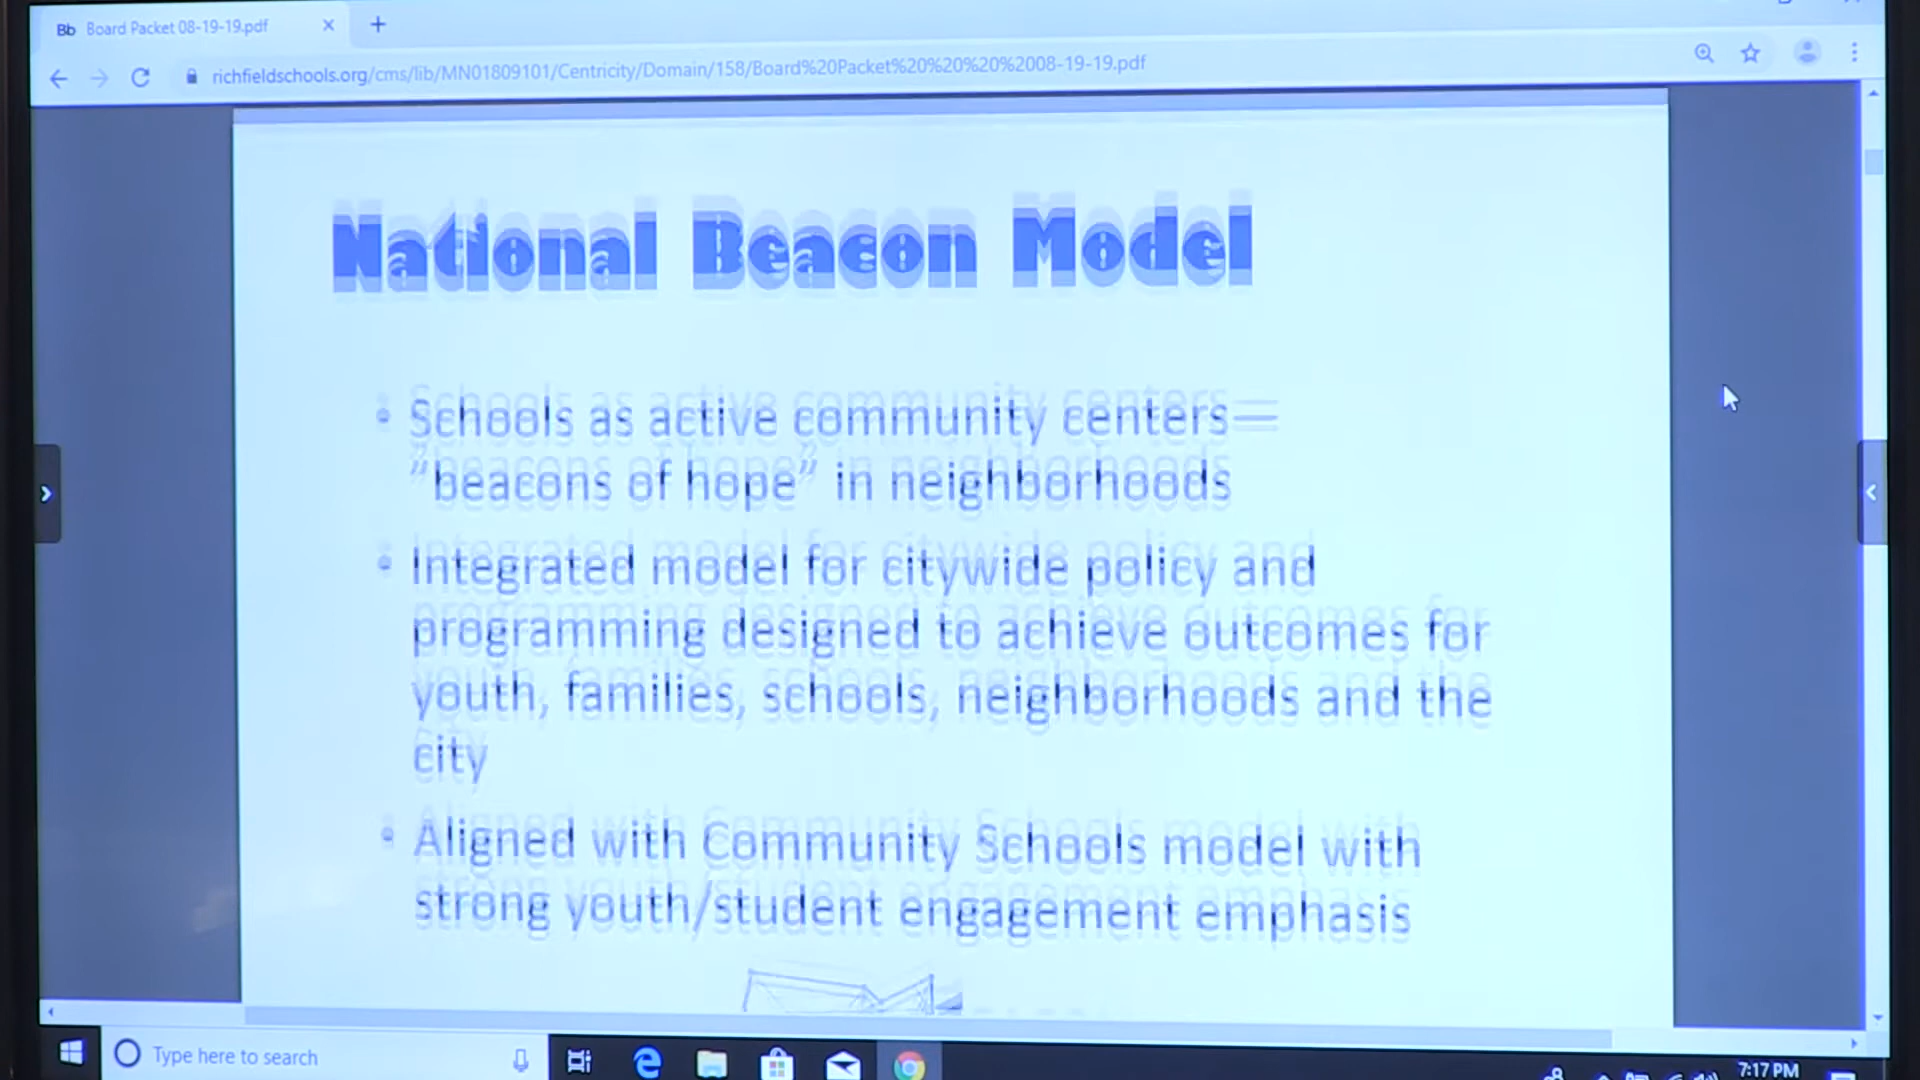 Bb Board Packet 08-19-19.pdf
richfieldschools.org/cms/lib/MN01809101/Centricity/Domain/158/Board%20Packet%20%20%20%2008-19-19.pdf
National Beacon Model
• Schools as active community centers—
"beacons of hope" in neighborhoods
• Integrated model for citywide policy and
programming designed to achieve outcomes for
youth, families, schools, neighborhoods and the
city
• Aligned with Community Schools model with
strong youth/student engagement emphasis
Type here to search
7:17 PM